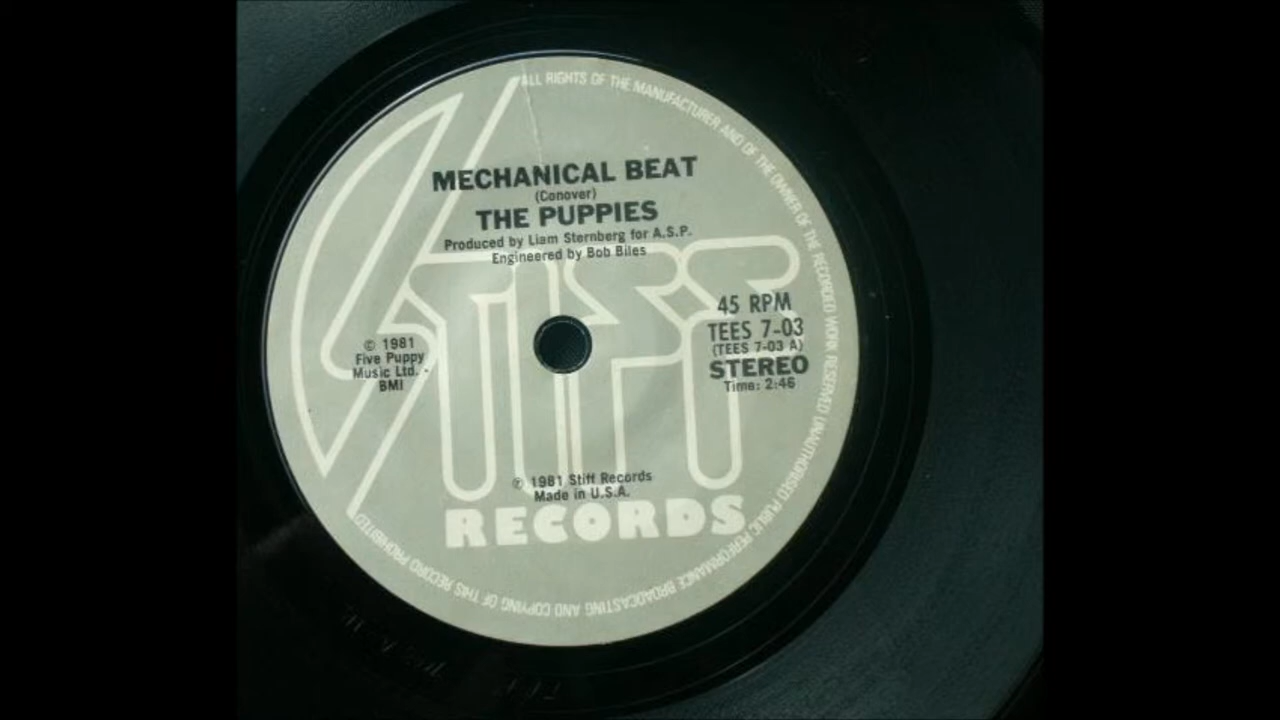 ALL RIGHTS OF THE MANUFACTURER AND OF THE OWNER OF THE RECORDED WORK RESERVED UNAUTHORISED PUBLIC PERFORMANCE BROADCASTING AND COPYING OF THIS RECORD PROHIBITED
MECHANICAL BEAT
(Conover)
THE PUPPIES
Produced by Liam Sternberg for A.S.P.
Engineered by Bob Biles
STIFF
45 RPM
TEES 7-03
(TEES 7-03 A)
STEREO
Time: 2:46
© 1981
Five Puppy
Music Ltd. -
BMI
℗ 1981 Stiff Records
Made in U.S.A.
RECORDS